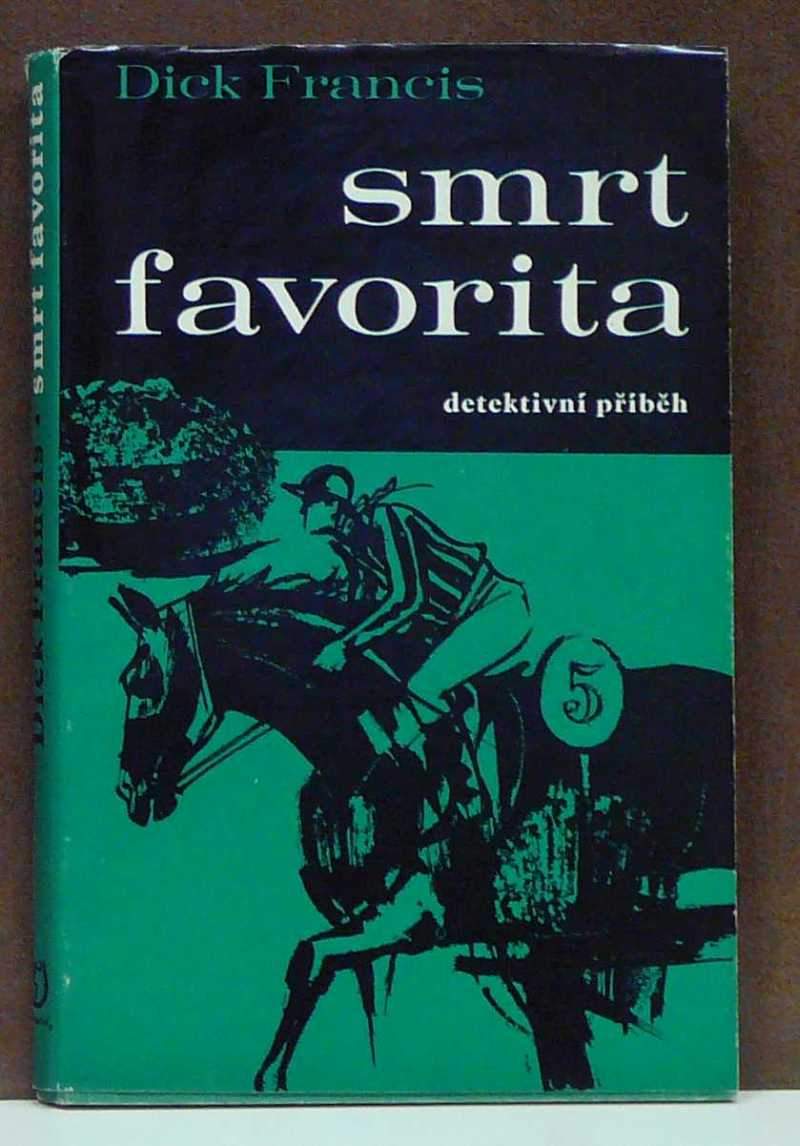 Dick Francis
smrt
favorita
detektivní příběh
5
Dick Francis • smrt favorita